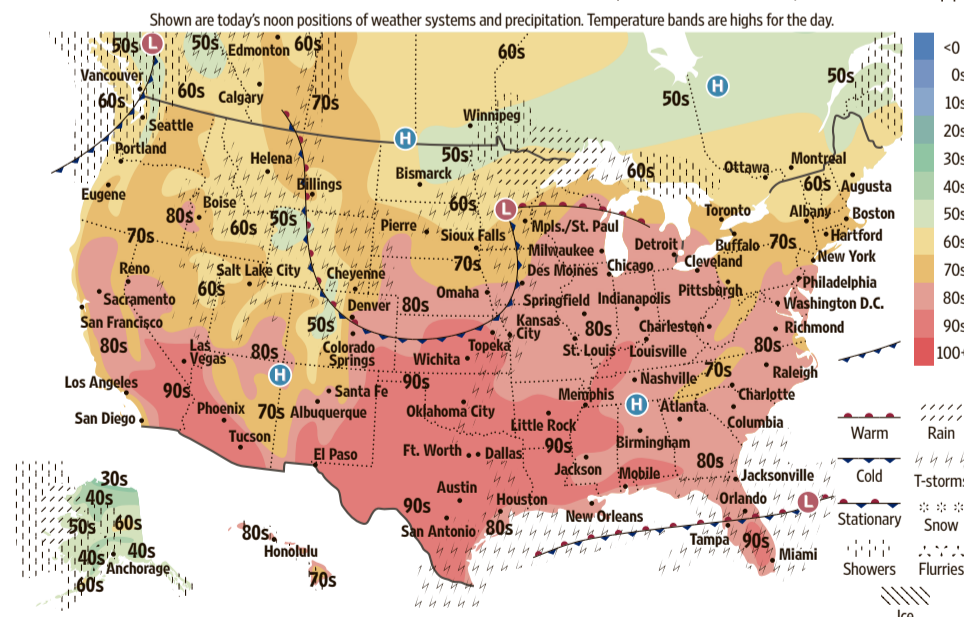 Shown are today's noon positions of weather systems and precipitation. Temperature bands are highs for the day.
50s
L
50s
Edmonton
60s
60s
50s
<0
Vancouver
60s
Calgary
60s
70s
H
50s
0s
10s
Seattle
Winnipeg
H
20s
Portland
Helena
50s
Bismarck
60s
Ottawa
Montreal
30s
Eugene
Billings
60s
Augusta
40s
80s
Boise
60s
50s
60s
L
Toronto
Albany
Boston
50s
70s
Pierre
Sioux Falls
Mpls./St. Paul
Detroit
Buffalo
70s
Hartford
60s
Milwaukee
Cleveland
New York
Reno
Salt Lake City
Cheyenne
70s
Des Moines
Chicago
70s
60s
Omaha
Pittsburgh
Philadelphia
Sacramento
Denver
80s
Springfield
Indianapolis
Washington D.C.
80s
San Francisco
50s
Kansas
City
80s
Charleston
Richmond
90s
80s
Las
Vegas
80s
Colorado
Springs
Topeka
Wichita
St. Louis
Louisville
80s
100+
Los Angeles
90s
H
90s
70s
Raleigh
Santa Fe
Nashville
Charlotte
San Diego
Phoenix
70s
Albuquerque
Oklahoma City
Memphis
H
Atlanta
Columbia
Warm
Rain
Tucson
El Paso
Little Rock
Birmingham
Ft. Worth
Dallas
90s
Jackson
80s
Cold
T-storms
30s
40s
Austin
Mobile
Jacksonville
50s
60s
90s
Houston
New Orleans
Orlando
L
Stationary
Snow
San Antonio
80s
40s
40s
80s
Honolulu
Tampa
90s
Miami
Anchorage
60s
70s
Showers
Flurries